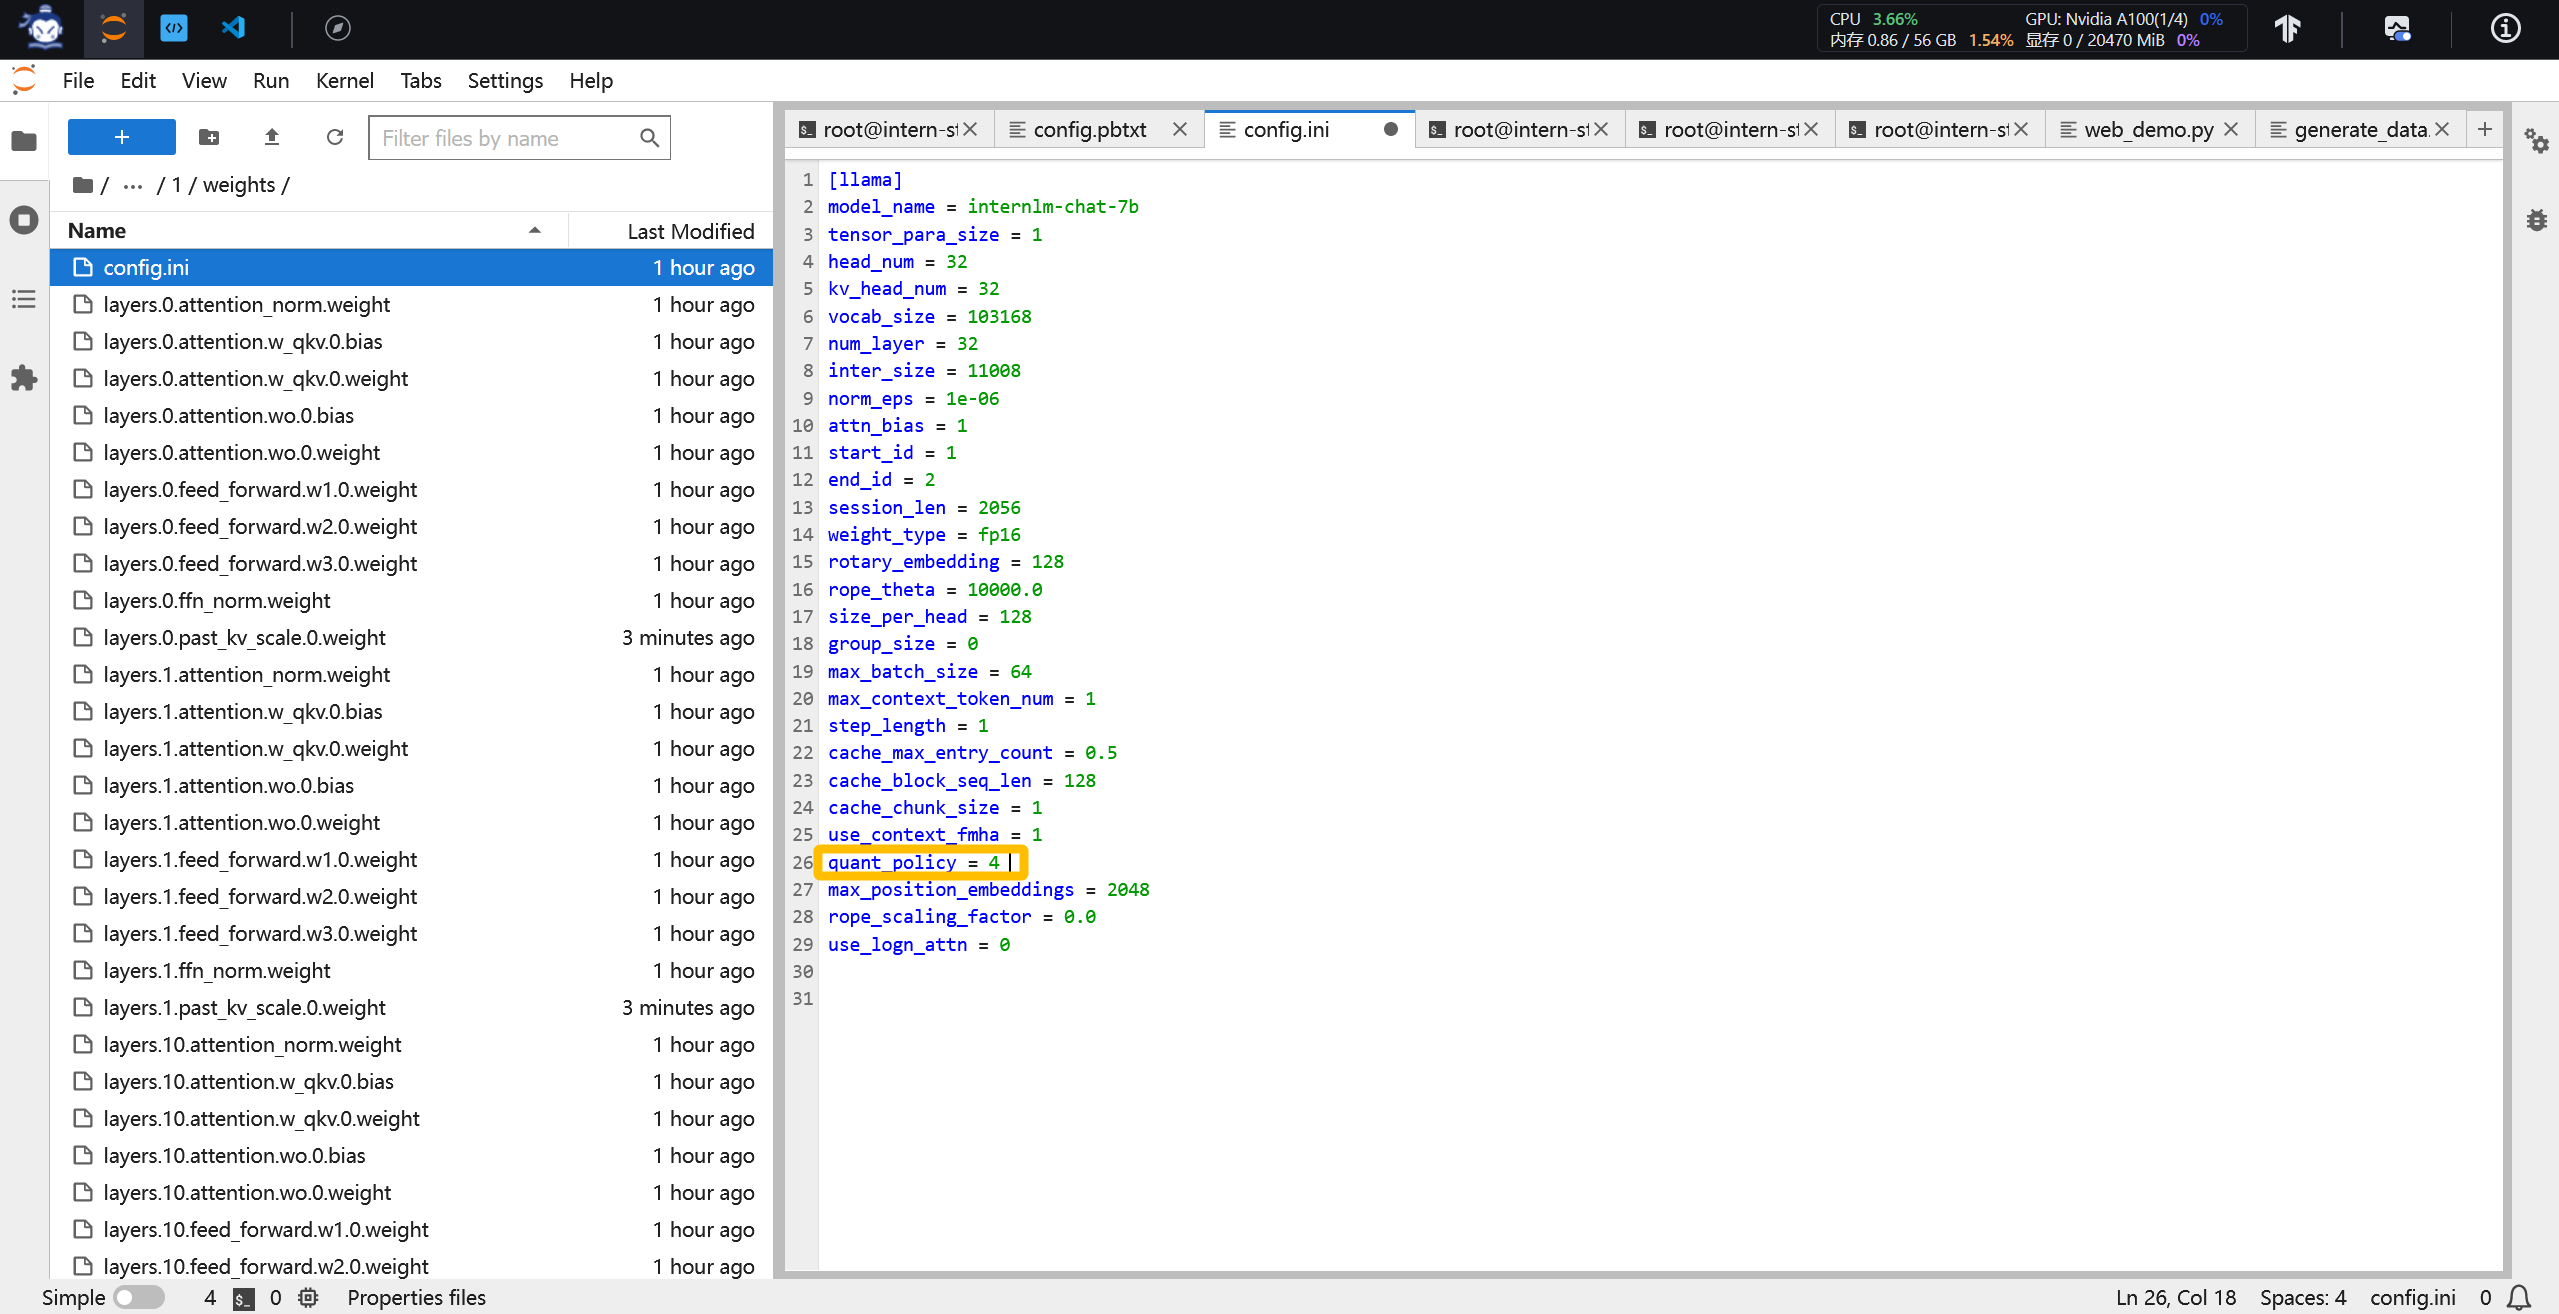 CPU 3.66%
GPU: Nvidia A100(1/4) 0%
内存 0.86 / 56 GB 1.54%
显存 0 / 20470 MiB 0%
File Edit View Run Kernel Tabs Settings Help
+
Filter files by name
/ ··· / 1 / weights /
Name Last Modified
config.ini 1 hour ago
layers.0.attention_norm.weight 1 hour ago
layers.0.attention.w_qkv.0.bias 1 hour ago
layers.0.attention.w_qkv.0.weight 1 hour ago
layers.0.attention.wo.0.bias 1 hour ago
layers.0.attention.wo.0.weight 1 hour ago
layers.0.feed_forward.w1.0.weight 1 hour ago
layers.0.feed_forward.w2.0.weight 1 hour ago
layers.0.feed_forward.w3.0.weight 1 hour ago
layers.0.ffn_norm.weight 1 hour ago
layers.0.past_kv_scale.0.weight 3 minutes ago
layers.1.attention_norm.weight 1 hour ago
layers.1.attention.w_qkv.0.bias 1 hour ago
layers.1.attention.w_qkv.0.weight 1 hour ago
layers.1.attention.wo.0.bias 1 hour ago
layers.1.attention.wo.0.weight 1 hour ago
layers.1.feed_forward.w1.0.weight 1 hour ago
layers.1.feed_forward.w2.0.weight 1 hour ago
layers.1.feed_forward.w3.0.weight 1 hour ago
layers.1.ffn_norm.weight 1 hour ago
layers.1.past_kv_scale.0.weight 3 minutes ago
layers.10.attention_norm.weight 1 hour ago
layers.10.attention.w_qkv.0.bias 1 hour ago
layers.10.attention.w_qkv.0.weight 1 hour ago
layers.10.attention.wo.0.bias 1 hour ago
layers.10.attention.wo.0.weight 1 hour ago
layers.10.feed_forward.w1.0.weight 1 hour ago
layers.10.feed_forward.w2.0.weight 1 hour ago
root@intern-st config.pbtxt config.ini root@intern-st root@intern-st root@intern-st web_demo.py generate_data. +
1 [llama]
2 model_name = internlm-chat-7b
3 tensor_para_size = 1
4 head_num = 32
5 kv_head_num = 32
6 vocab_size = 103168
7 num_layer = 32
8 inter_size = 11008
9 norm_eps = 1e-06
10 attn_bias = 1
11 start_id = 1
12 end_id = 2
13 session_len = 2056
14 weight_type = fp16
15 rotary_embedding = 128
16 rope_theta = 10000.0
17 size_per_head = 128
18 group_size = 0
19 max_batch_size = 64
20 max_context_token_num = 1
21 step_length = 1
22 cache_max_entry_count = 0.5
23 cache_block_seq_len = 128
24 cache_chunk_size = 1
25 use_context_fmha = 1
26 quant_policy = 4
27 max_position_embeddings = 2048
28 rope_scaling_factor = 0.0
29 use_logn_attn = 0
30
31
Simple 4 $_ 0 Properties files Ln 26, Col 18 Spaces: 4 config.ini 0